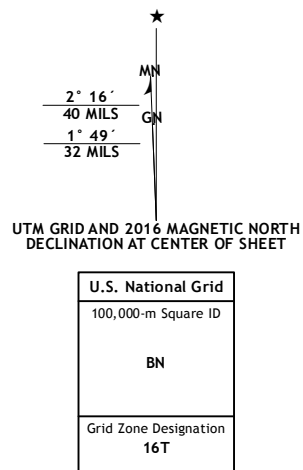 ★
MN
2° 16´
40 MILS
GN
1° 49´
32 MILS
UTM GRID AND 2016 MAGNETIC NORTH
DECLINATION AT CENTER OF SHEET
U.S. National Grid
100,000-m Square ID
BN
Grid Zone Designation
16T